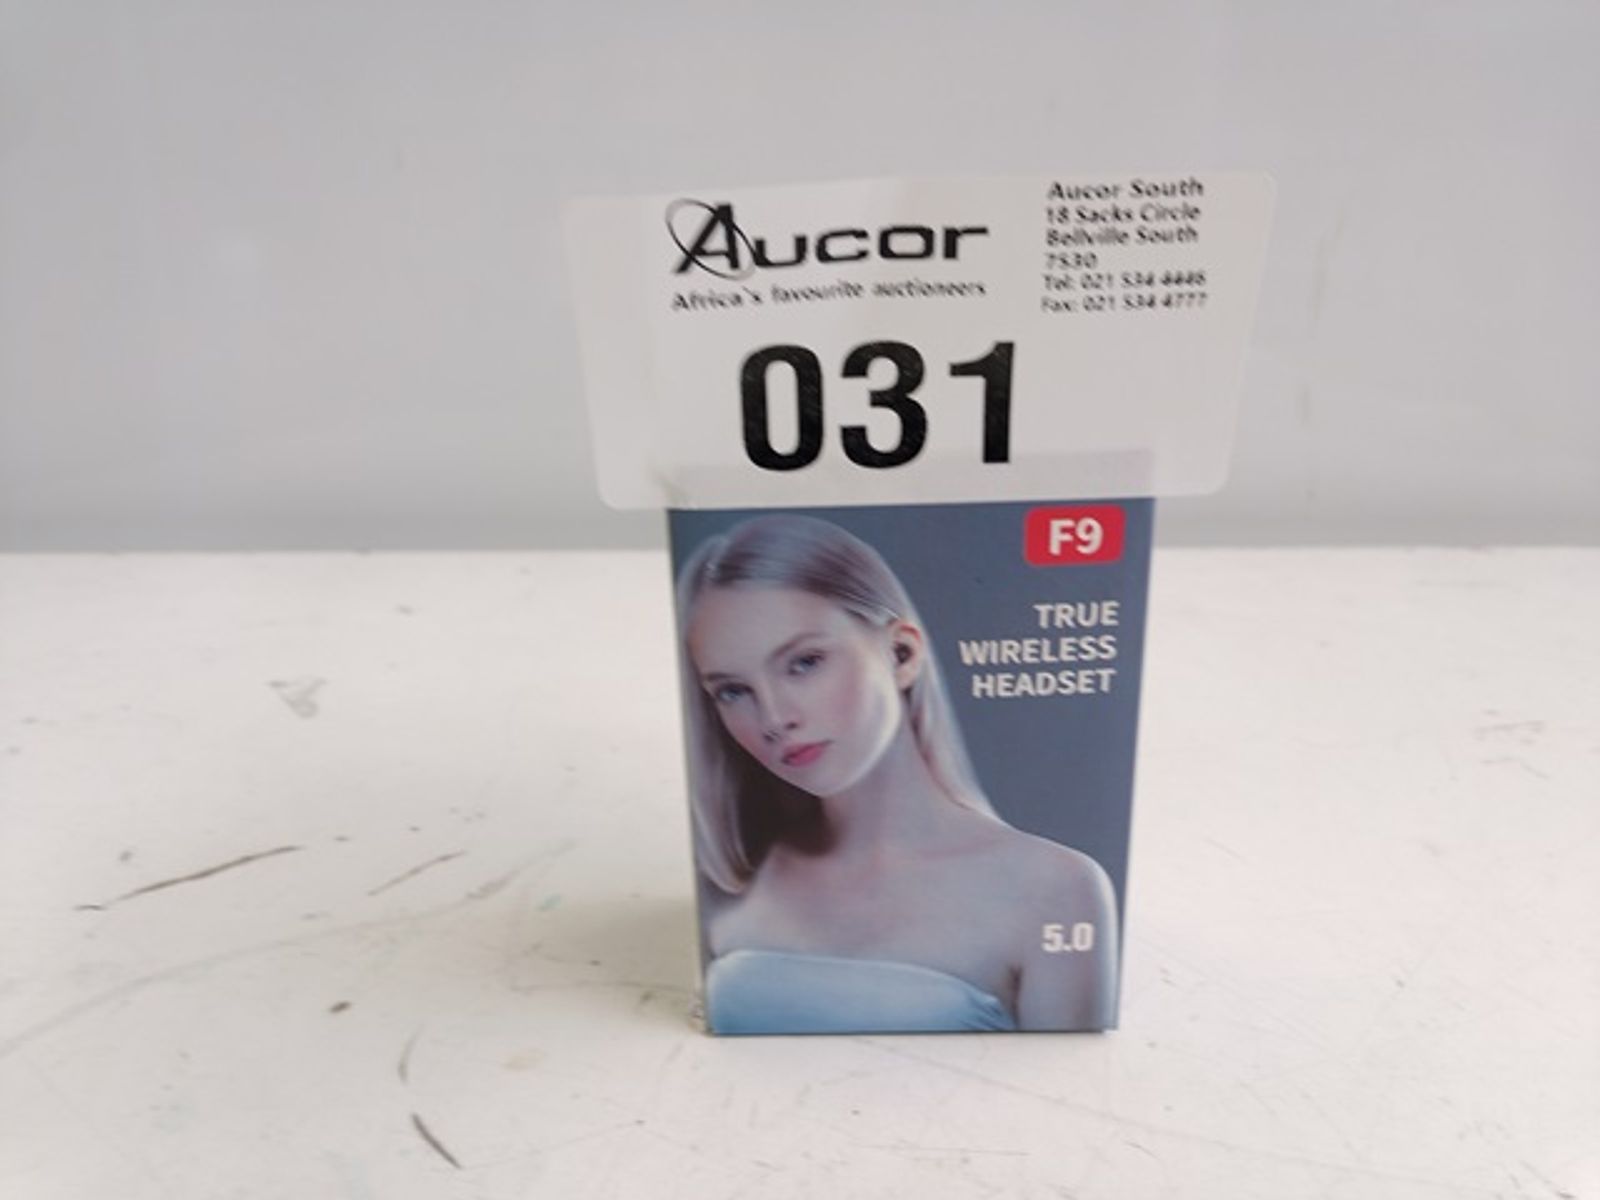 Aucor
Africa's favourite auctioneers
Aucor South
18 Sacks Circle
Bellville South
7530
Tel: 021 534 4446
Fax: 021 534 4777
031
F9
TRUE
WIRELESS
HEADSET
5.0